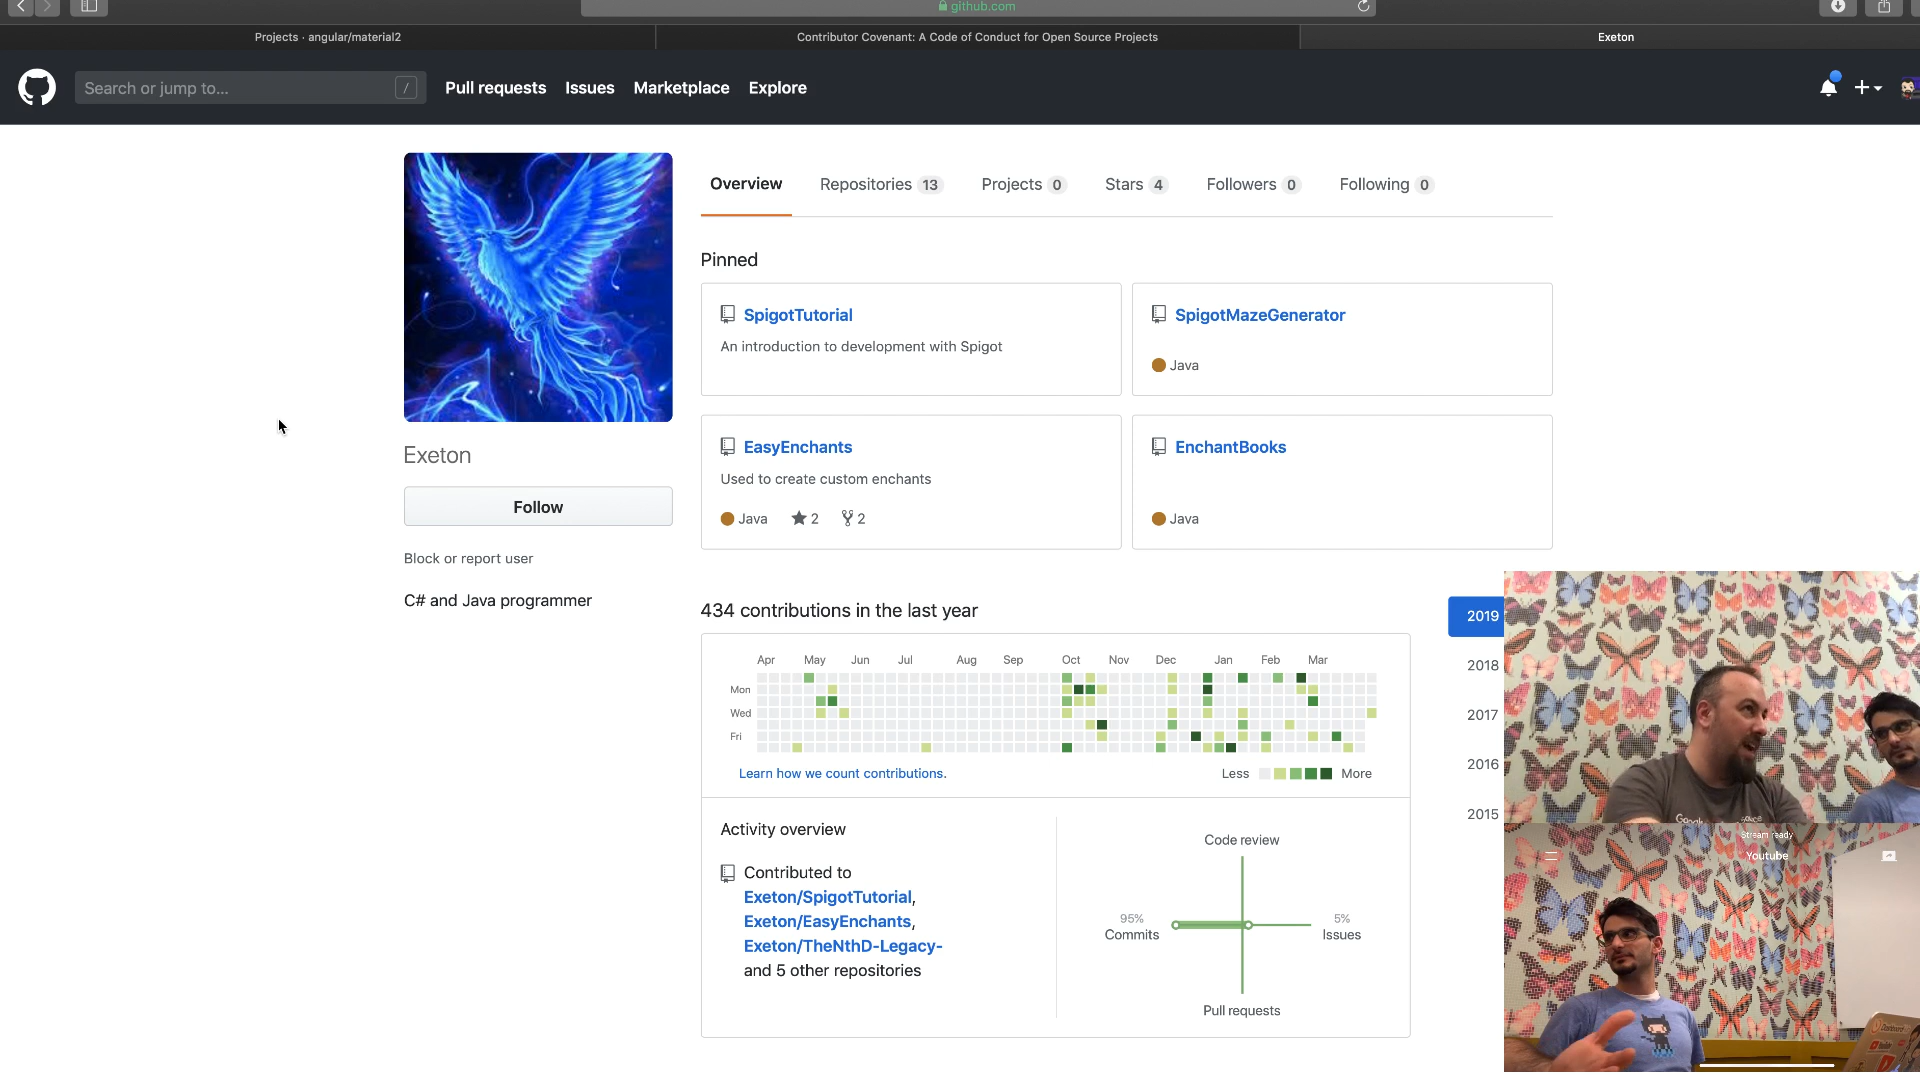 github.com
Projects · angular/material2
Contributor Covenant: A Code of Conduct for Open Source Projects
Exeton
Search or jump to...
/
Pull requests
Issues
Marketplace
Explore
Overview
Repositories 13
Projects 0
Stars 4
Followers 0
Following 0
Exeton
Follow
Block or report user
C# and Java programmer
Pinned
SpigotTutorial
An introduction to development with Spigot
SpigotMazeGenerator
Java
EasyEnchants
Used to create custom enchants
Java 2 2
EnchantBooks
Java
434 contributions in the last year
Apr May Jun Jul Aug Sep Oct Nov Dec Jan Feb Mar
Mon
Wed
Fri
Learn how we count contributions.
Less
More
2019
2018
2017
2016
2015
Activity overview
Contributed to
Exeton/SpigotTutorial,
Exeton/EasyEnchants,
Exeton/TheNthD-Legacy-
and 5 other repositories
Code review
95%
Commits
5%
Issues
Pull requests
Stream ready
Youtube